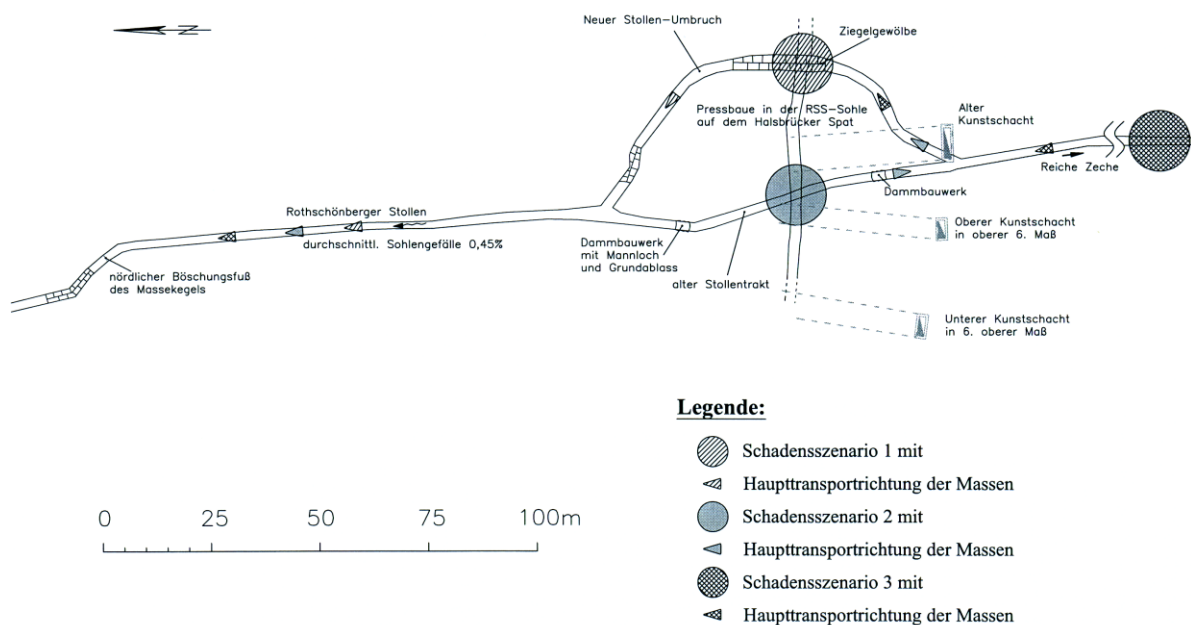 N
Neuer Stollen-Umbruch
Ziegelgewölbe
Pressbaue in der RSS-Sohle
auf dem Halsbrücker Spat
Alter
Kunstschacht
Reiche Zeche
Dammbauwerk
Rothschönberger Stollen
durchschnittl. Sohlengefälle 0,45%
Dammbauwerk
mit Mannloch
und Grundablass
Oberer Kunstschacht
in oberer 6. Maß
nördlicher Böschungsfuß
des Massekegels
alter Stollentrakt
Unterer Kunstschacht
in 6. oberer Maß
Legende:
Schadensszenario 1 mit
Haupttransportrichtung der Massen
Schadensszenario 2 mit
Haupttransportrichtung der Massen
Schadensszenario 3 mit
Haupttransportrichtung der Massen
0 25 50 75 100m